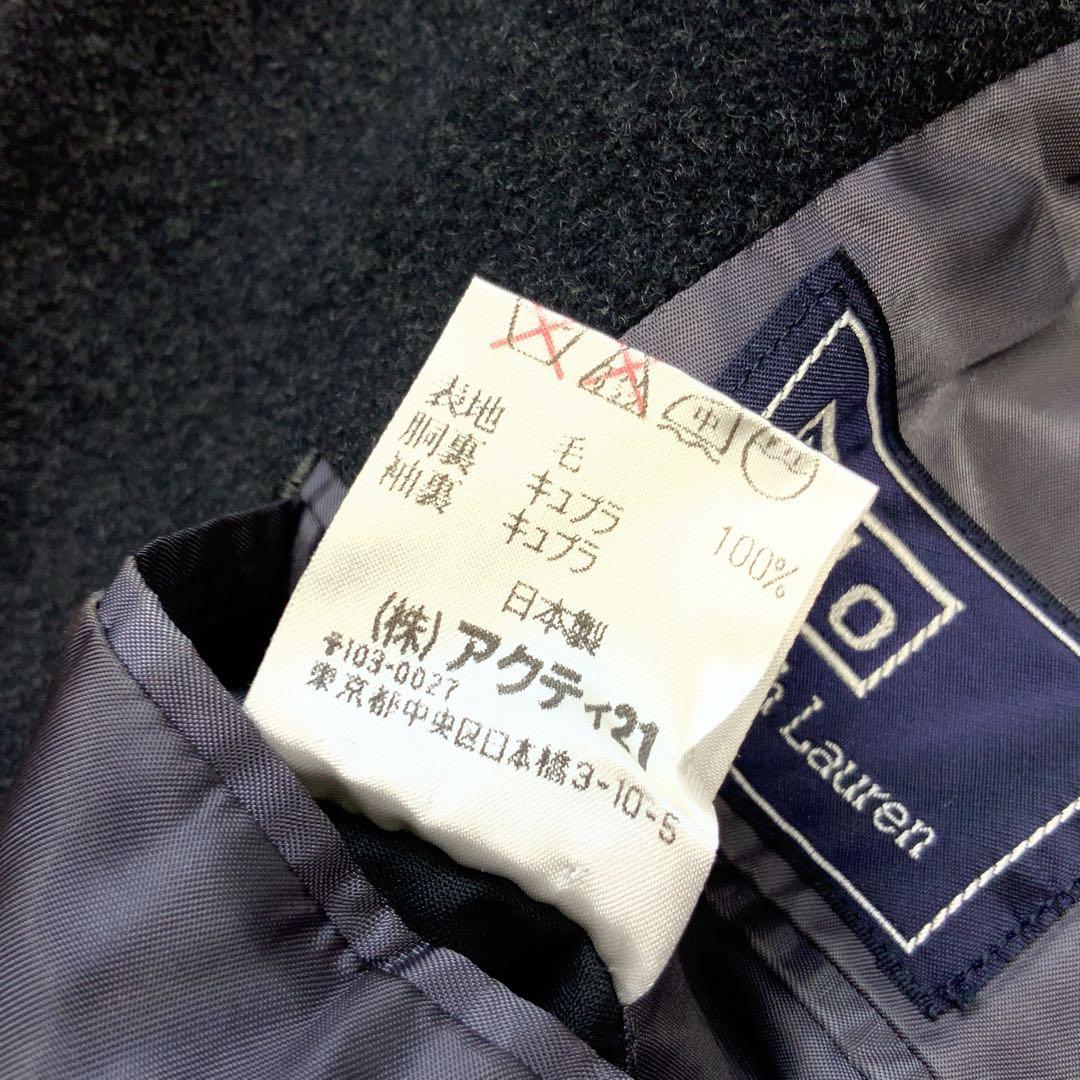 中
表地 毛 100%
胴裏 キュプラ
袖裏 キュプラ
日本製
(株)アクティ21
〒103-0027
東京都中央区日本橋3-10-5
LO
Lauren